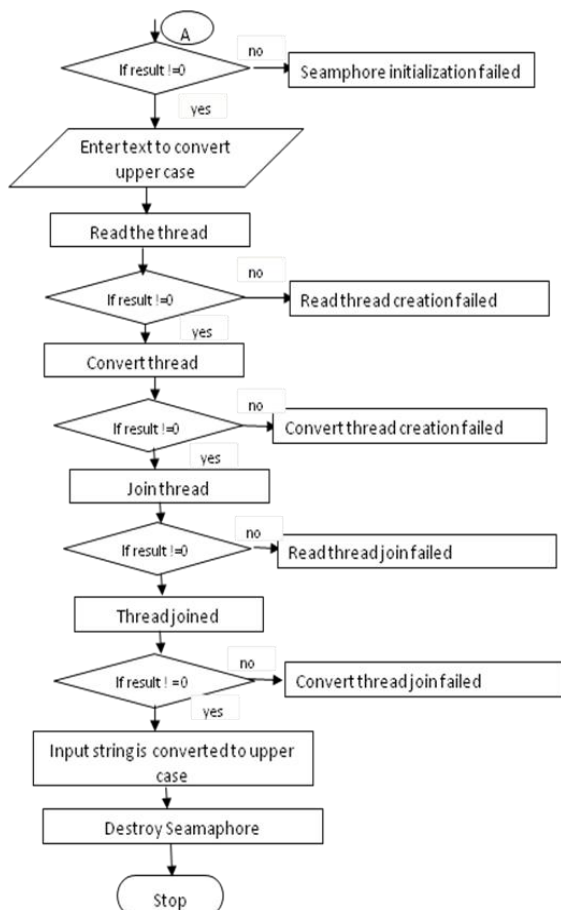 A
If result !=0
no
Seamphore initialization failed
yes
Enter text to convert
upper case
Read the thread
no
If result !=0
Read thread creation failed
yes
Convert thread
no
If result !=0
Convert thread creation failed
yes
Join thread
no
If result !=0
Read thread join failed
Thread joined
no
If result ! =0
Convert thread join failed
yes
Input string is converted to upper
case
Destroy Seamaphore
Stop